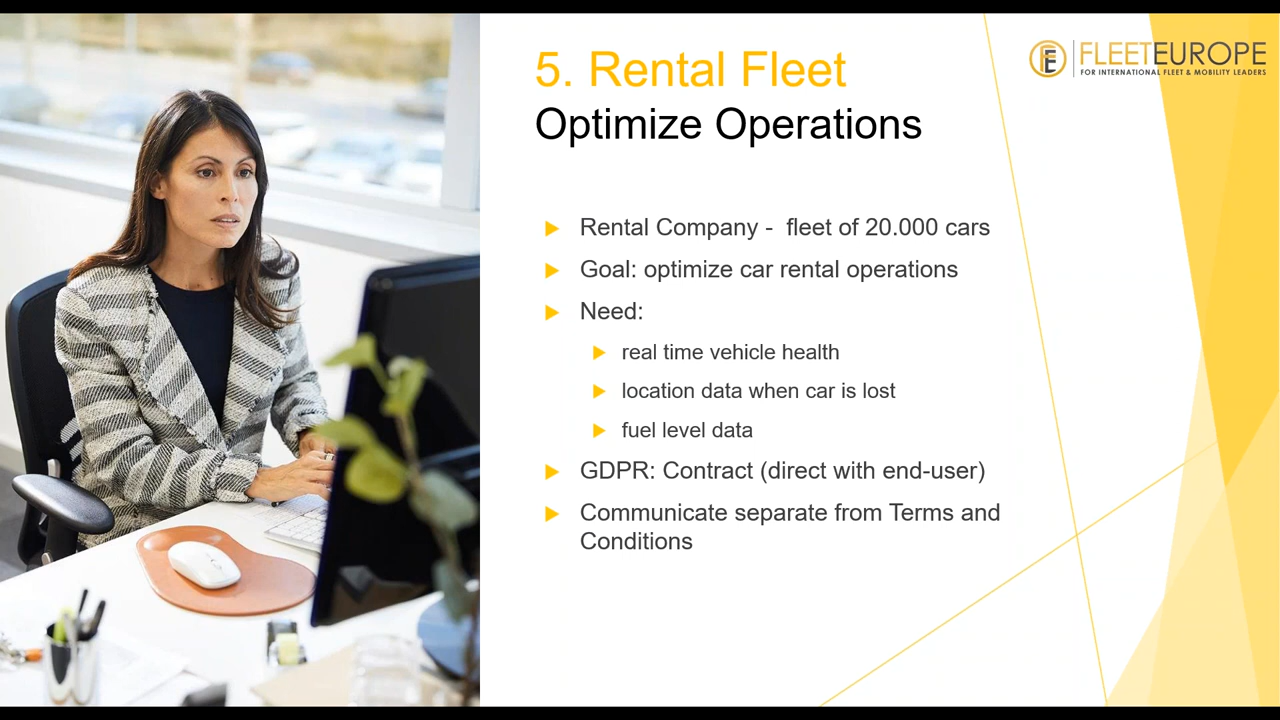 FLEETEUROPE
FOR INTERNATIONAL FLEET & MOBILITY LEADERS
5. Rental Fleet
Optimize Operations
Rental Company -  fleet of 20.000 cars
Goal: optimize car rental operations
Need:
real time vehicle health
location data when car is lost
fuel level data
GDPR: Contract (direct with end-user)
Communicate separate from Terms and
Conditions